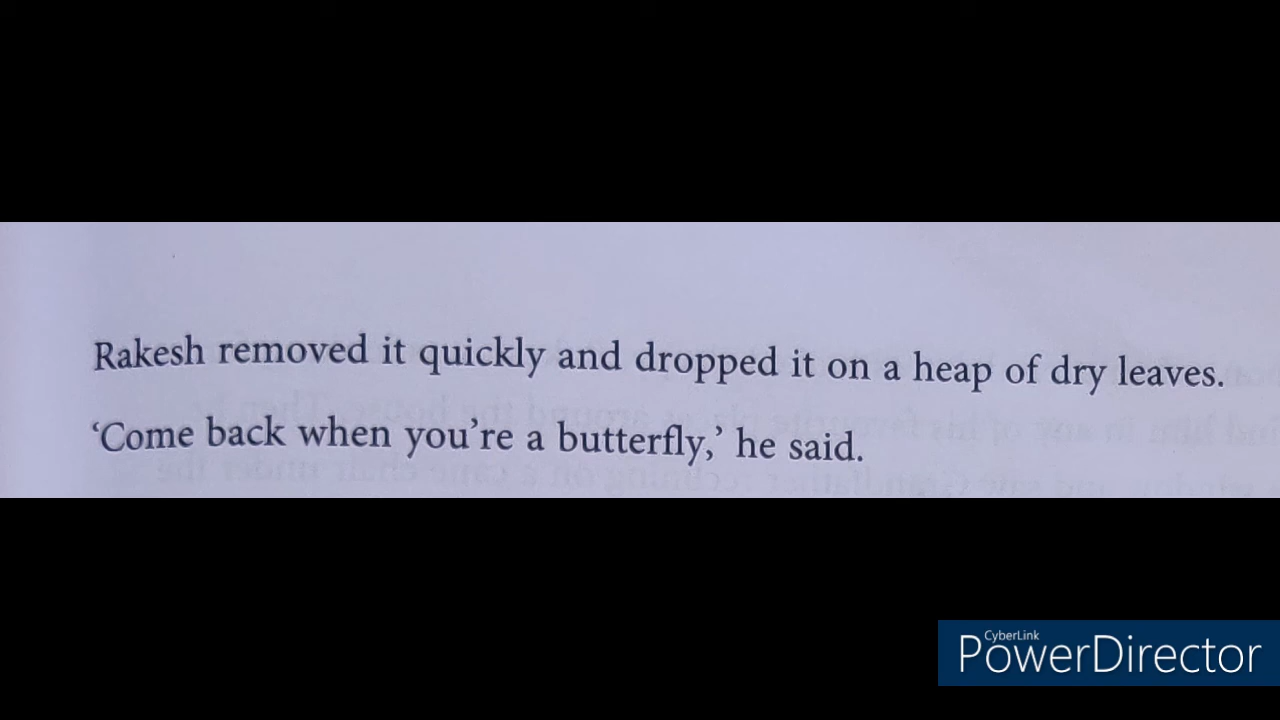 Rakesh removed it quickly and dropped it on a heap of dry leaves.
‘Come back when you’re a butterfly,’ he said.
CyberLink
PowerDirector